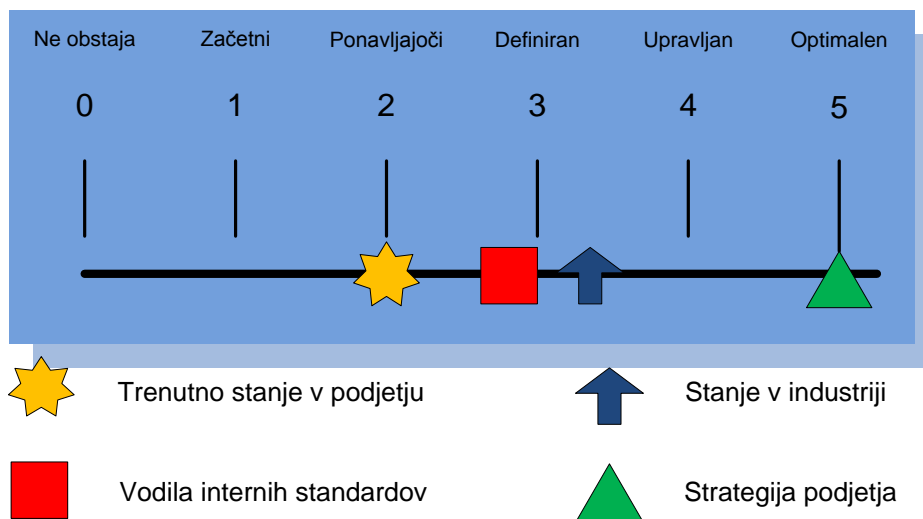 Ne obstaja Začetni Ponavljajoči Definiran Upravljan Optimalen
0 1 2 3 4 5
Trenutno stanje v podjetju Stanje v industriji
Vodila internih standardov Strategija podjetja